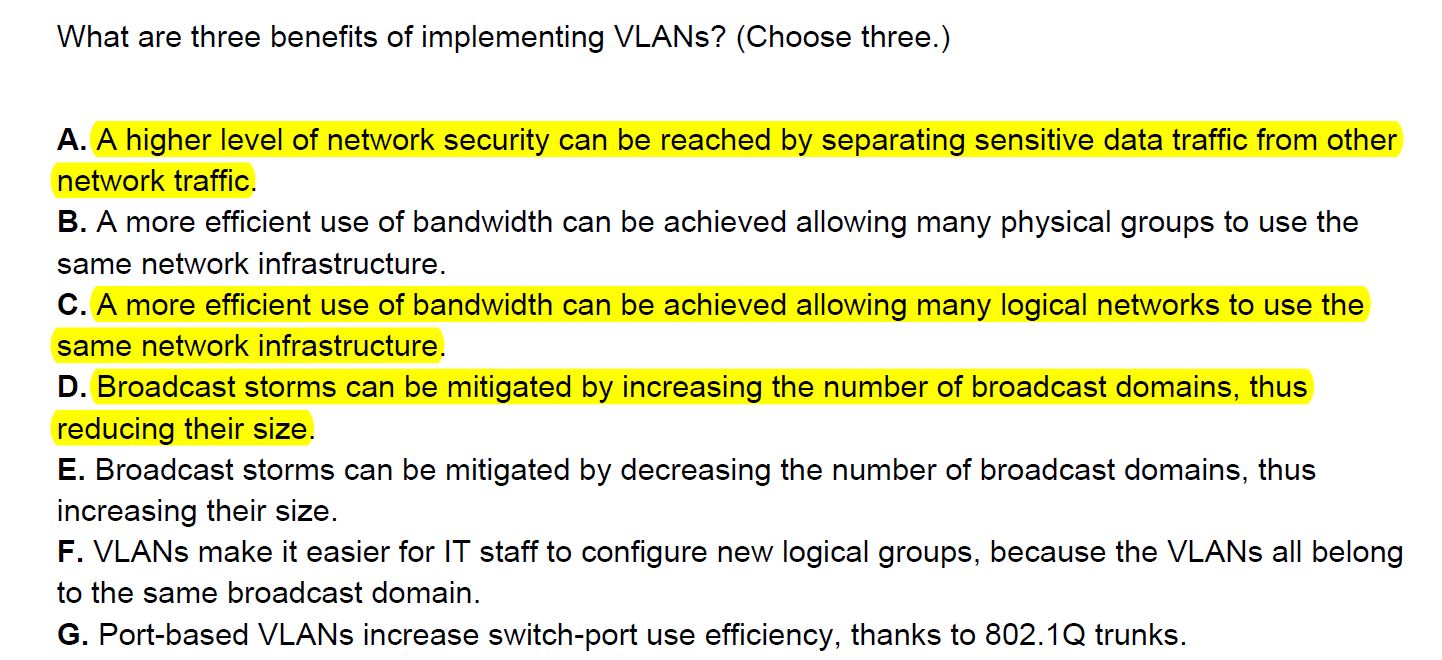 What are three benefits of implementing VLANs? (Choose three.)
A. A higher level of network security can be reached by separating sensitive data traffic from other
network traffic.
B. A more efficient use of bandwidth can be achieved allowing many physical groups to use the
same network infrastructure.
C. A more efficient use of bandwidth can be achieved allowing many logical networks to use the
same network infrastructure.
D. Broadcast storms can be mitigated by increasing the number of broadcast domains, thus
reducing their size.
E. Broadcast storms can be mitigated by decreasing the number of broadcast domains, thus
increasing their size.
F. VLANs make it easier for IT staff to configure new logical groups, because the VLANs all belong
to the same broadcast domain.
G. Port-based VLANs increase switch-port use efficiency, thanks to 802.1Q trunks.